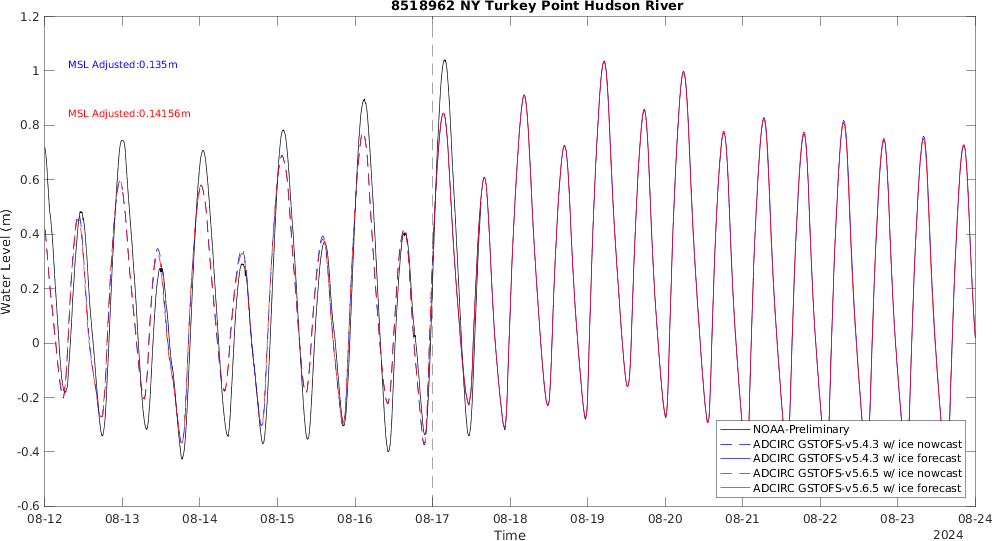 8518962 NY Turkey Point Hudson River
MSL Adjusted:0.135m
MSL Adjusted:0.14156m
Water Level (m)
1.2
1
0.8
0.6
0.4
0.2
0
-0.2
-0.4
-0.6
NOAA-Preliminary
ADCIRC GSTOFS-v5.4.3 w/ ice nowcast
ADCIRC GSTOFS-v5.4.3 w/ ice forecast
ADCIRC GSTOFS-v5.6.5 w/ ice nowcast
ADCIRC GSTOFS-v5.6.5 w/ ice forecast
08-12 08-13 08-14 08-15 08-16 08-17 08-18 08-19 08-20 08-21 08-22 08-23 08-24
Time
2024